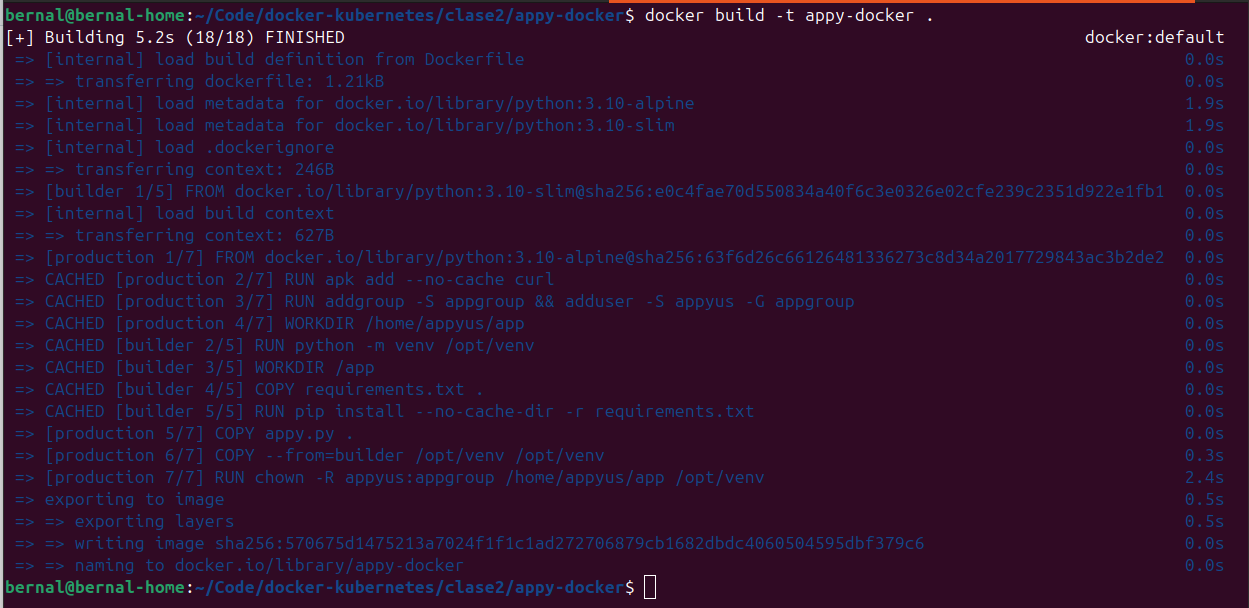 bernal@bernal-home:~/Code/docker-kubernetes/clase2/appy-docker$ docker build -t appy-docker .
[+] Building 5.2s (18/18) FINISHED docker:default
=> [internal] load build definition from Dockerfile 0.0s
=> => transferring dockerfile: 1.21kB 0.0s
=> [internal] load metadata for docker.io/library/python:3.10-alpine 1.9s
=> [internal] load metadata for docker.io/library/python:3.10-slim 1.9s
=> [internal] load .dockerignore 0.0s
=> => transferring context: 246B 0.0s
=> [builder 1/5] FROM docker.io/library/python:3.10-slim@sha256:e0c4fae70d550834a40f6c3e0326e02cfe239c2351d922e1fb1 0.0s
=> [internal] load build context 0.0s
=> => transferring context: 627B 0.0s
=> [production 1/7] FROM docker.io/library/python:3.10-alpine@sha256:63f6d26c66126481336273c8d34a2017729843ac3b2de2 0.0s
=> CACHED [production 2/7] RUN apk add --no-cache curl 0.0s
=> CACHED [production 3/7] RUN addgroup -S appgroup && adduser -S appyus -G appgroup 0.0s
=> CACHED [production 4/7] WORKDIR /home/appyus/app 0.0s
=> CACHED [builder 2/5] RUN python -m venv /opt/venv 0.0s
=> CACHED [builder 3/5] WORKDIR /app 0.0s
=> CACHED [builder 4/5] COPY requirements.txt . 0.0s
=> CACHED [builder 5/5] RUN pip install --no-cache-dir -r requirements.txt 0.0s
=> [production 5/7] COPY appy.py . 0.0s
=> [production 6/7] COPY --from=builder /opt/venv /opt/venv 0.3s
=> [production 7/7] RUN chown -R appyus:appgroup /home/appyus/app /opt/venv 2.4s
=> exporting to image 0.5s
=> => exporting layers 0.5s
=> => writing image sha256:570675d1475213a7024f1f1c1ad272706879cb1682dbdc4060504595dbf379c6 0.0s
=> => naming to docker.io/library/appy-docker 0.0s
bernal@bernal-home:~/Code/docker-kubernetes/clase2/appy-docker$